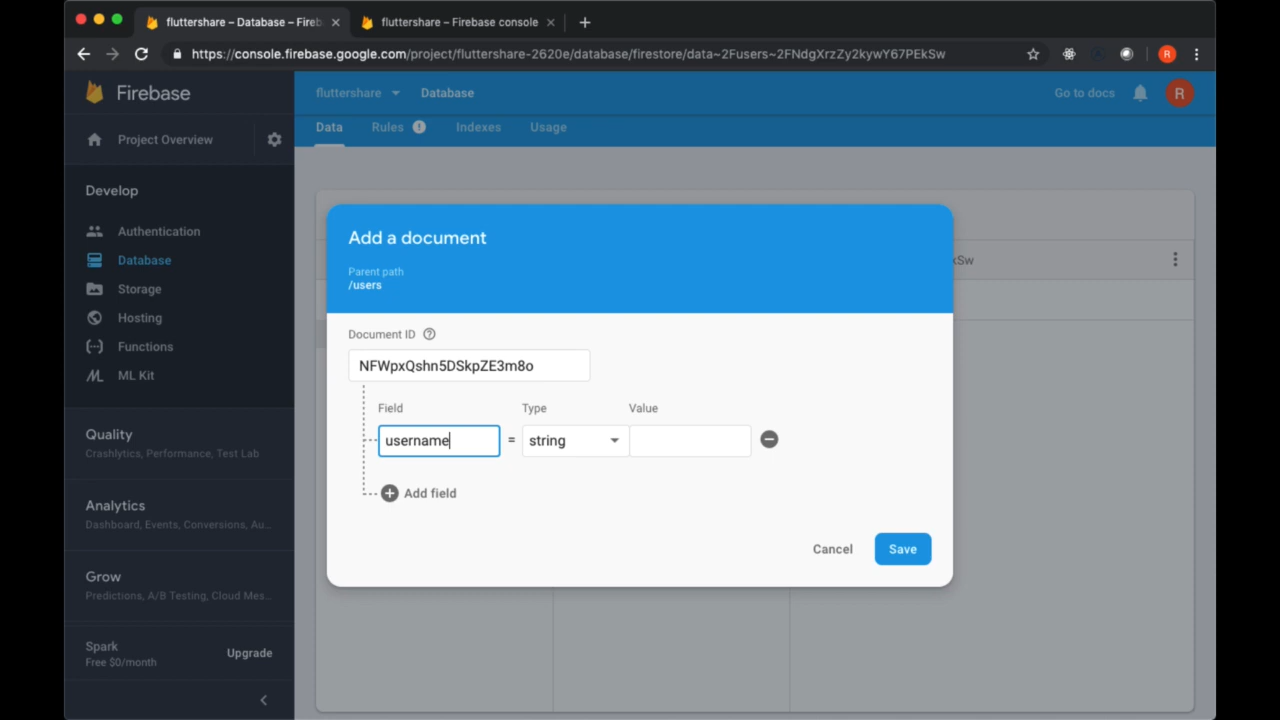 fluttershare – Database – Fireb
fluttershare – Firebase console
https://console.firebase.google.com/project/fluttershare-2620e/database/firestore/data~2Fusers~2FNdgXrzZy2kywY67PEkSw
R
Firebase
fluttershare
Database
Go to docs
R
Project Overview
Data
Rules
!
Indexes
Usage
Develop
Authentication
Database
Storage
Hosting
Functions
ML Kit
Quality
Crashlytics, Performance, Test Lab
Analytics
Dashboard, Events, Conversions, Au...
Grow
Predictions, A/B Testing, Cloud Mes...
Spark
Free $0/month
Upgrade
Add a document
Parent path
/users
kSw
Document ID
?
NFWpxQshn5DSkpZE3m8o
Field
Type
Value
username
=
string
Add field
Cancel
Save